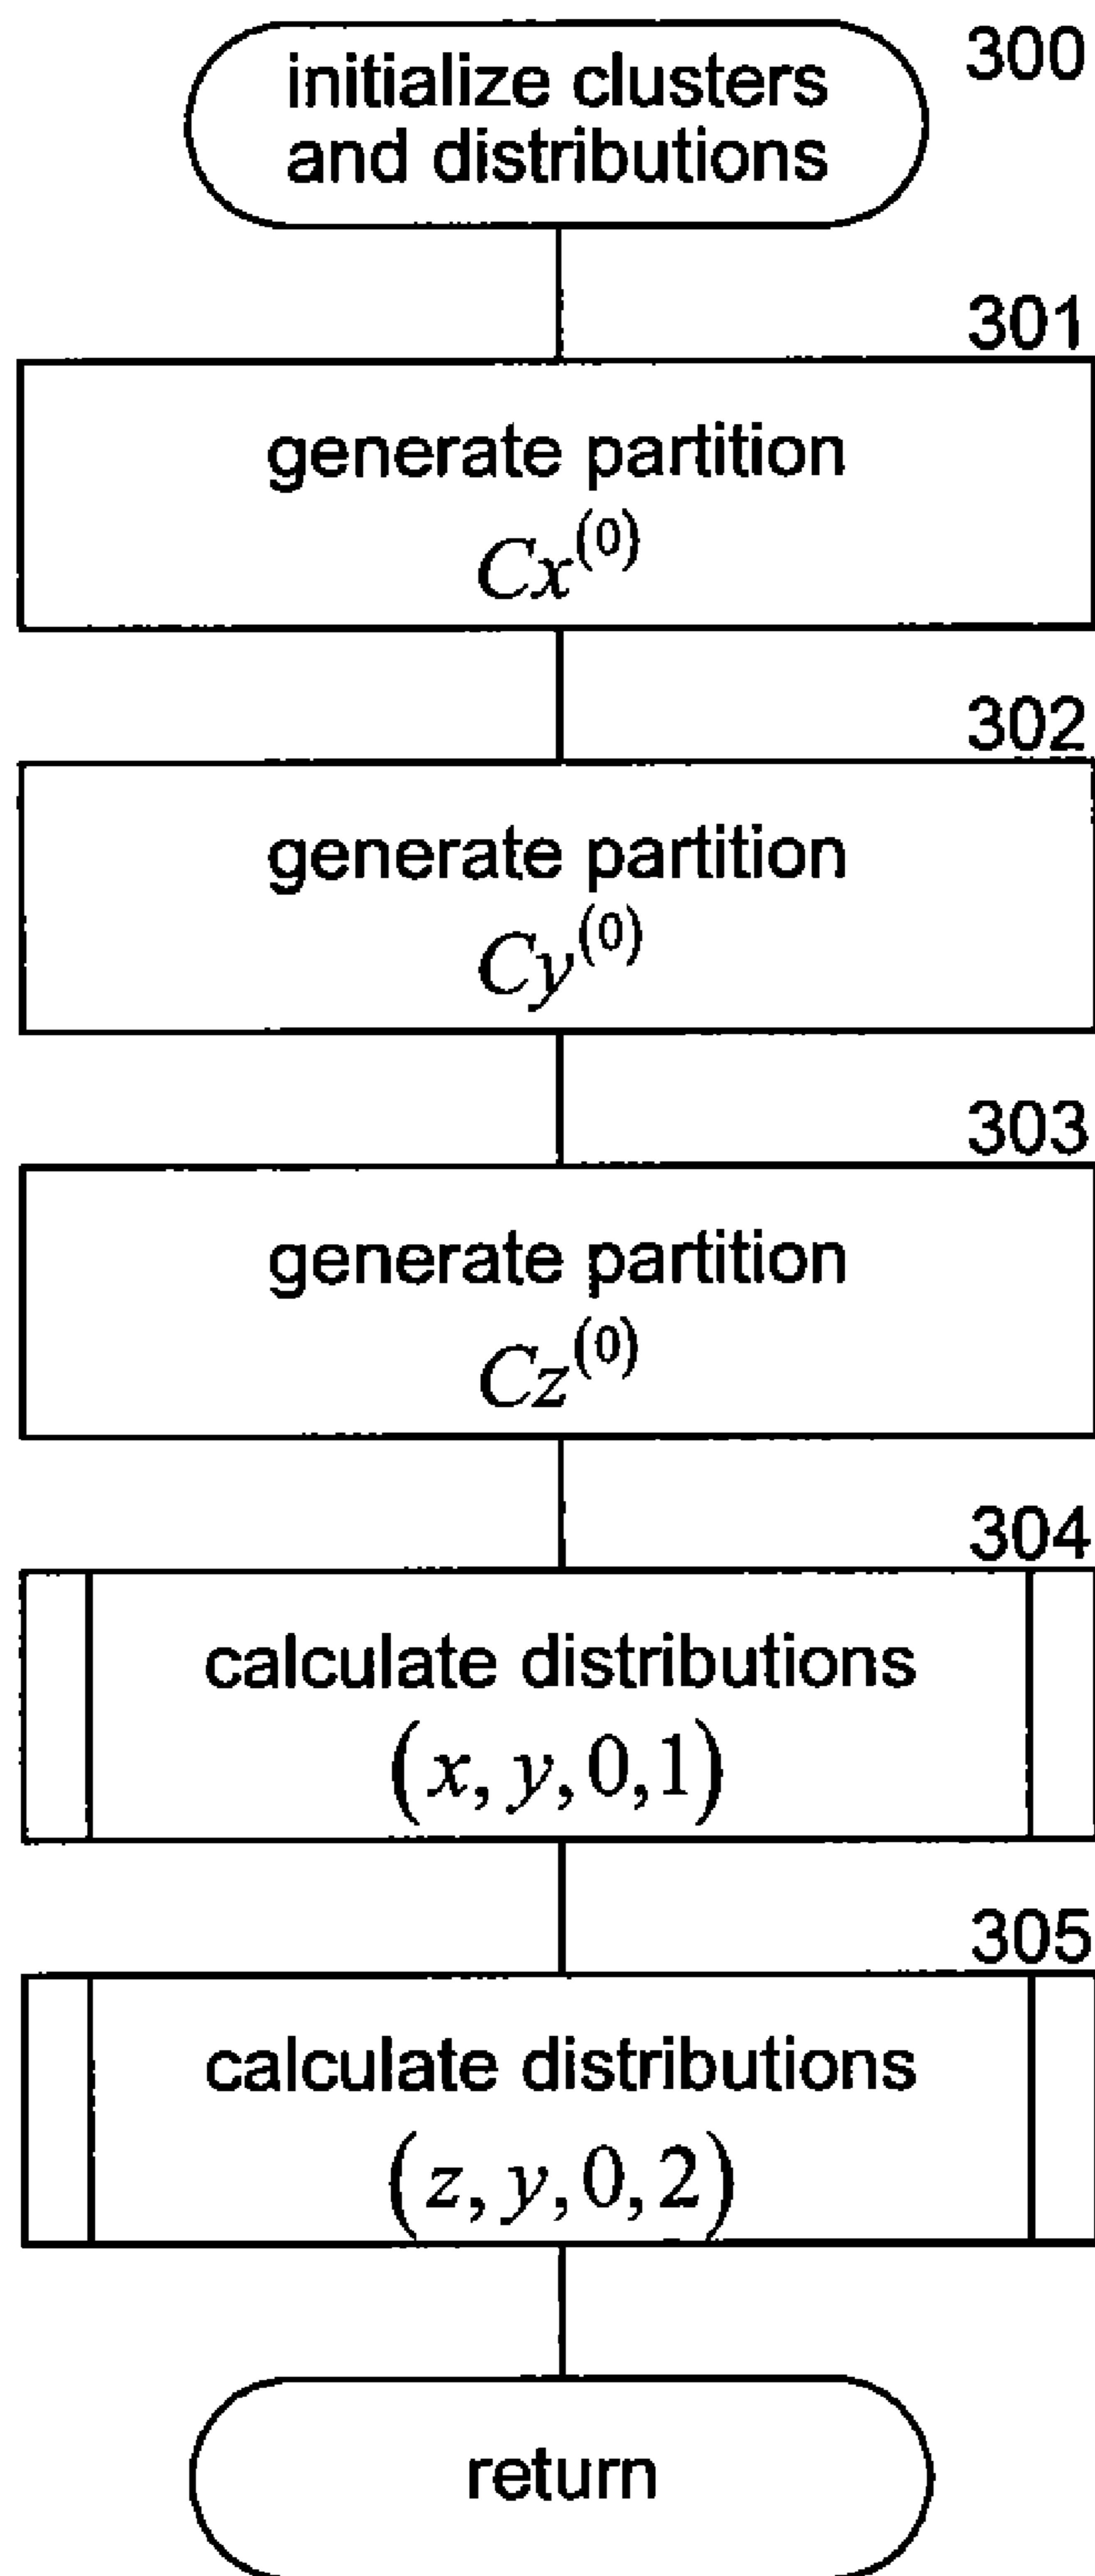 300
initialize clusters
and distributions
301
generate partition
Cx^(0)
302
generate partition
Cy^(0)
303
generate partition
Cz^(0)
304
calculate distributions
(x, y, 0, 1)
305
calculate distributions
(z, y, 0, 2)
return